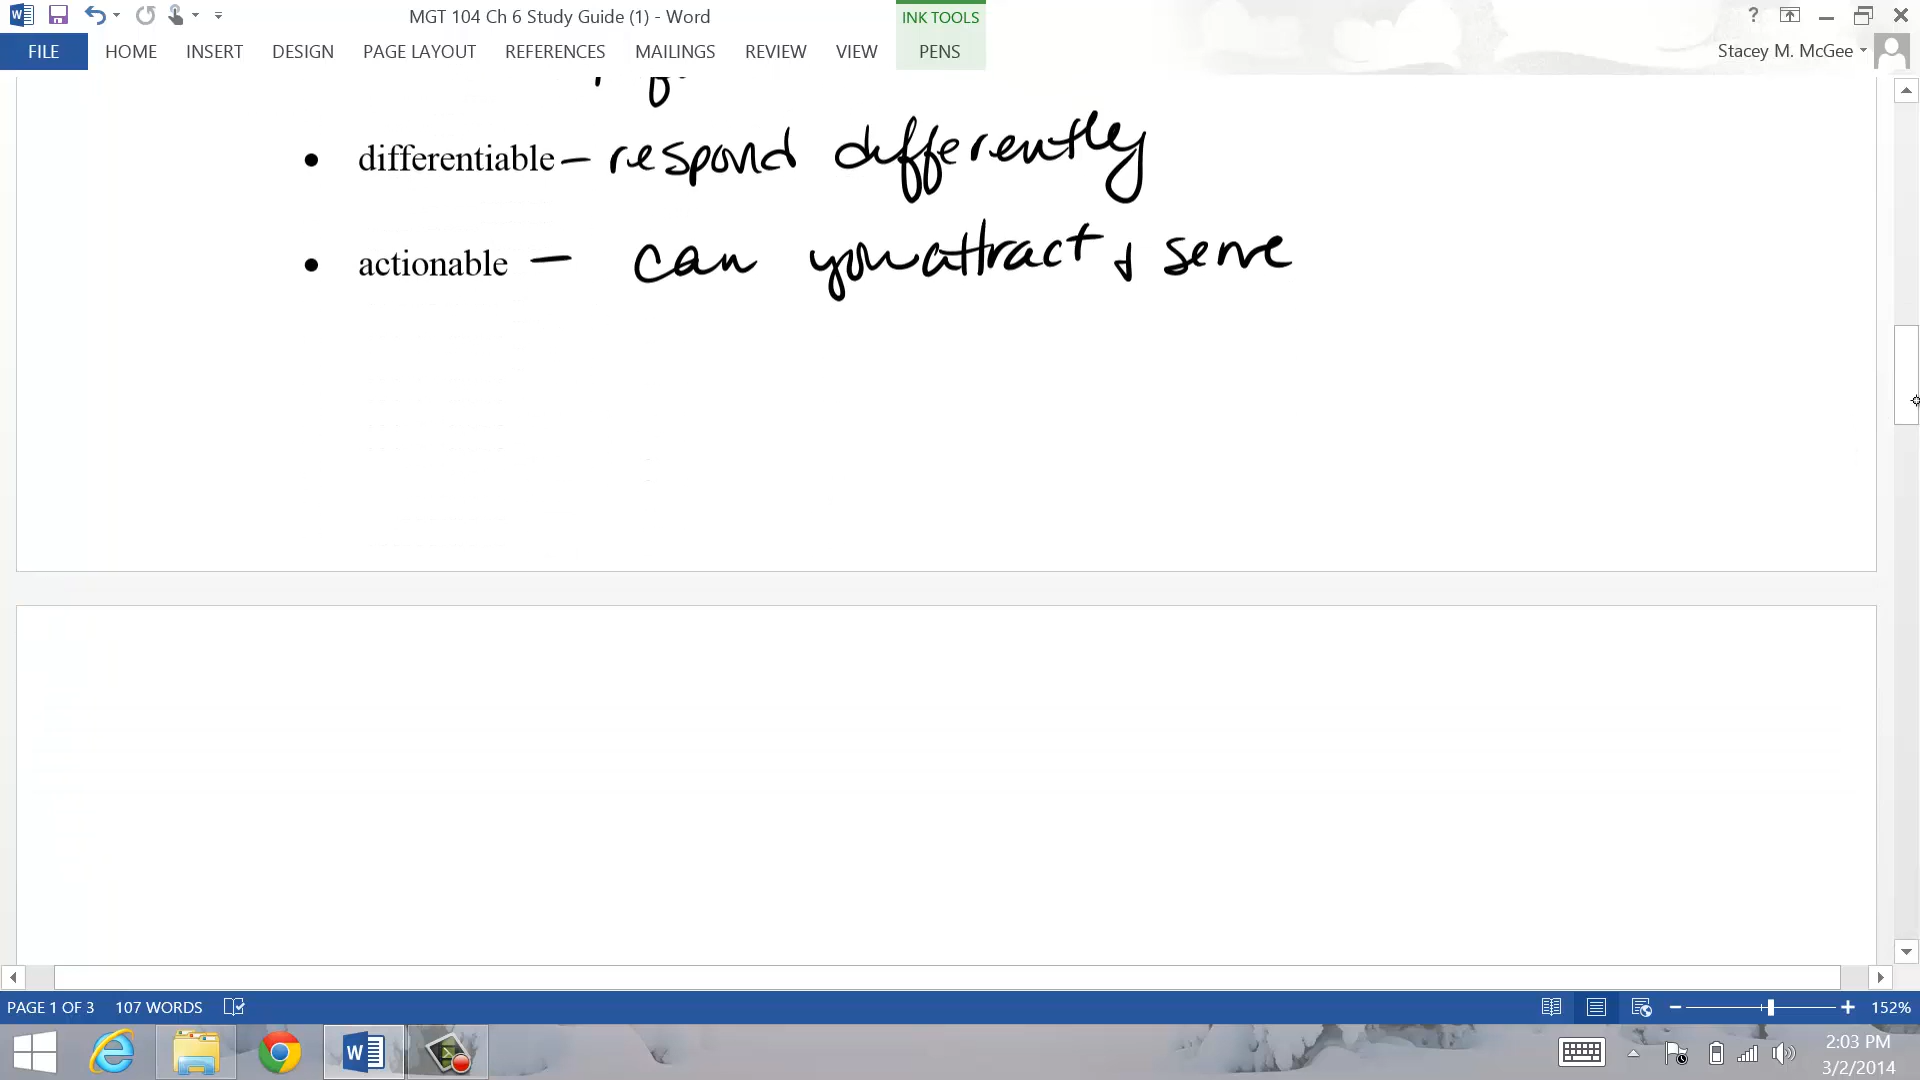 MGT 104 Ch 6 Study Guide (1) - Word
INK TOOLS
?
FILE HOME INSERT DESIGN PAGE LAYOUT REFERENCES MAILINGS REVIEW VIEW PENS
Stacey M. McGee
• differentiable – respond differently
• actionable – can you attract & serve
PAGE 1 OF 3 107 WORDS
152%
2:03 PM
3/2/2014